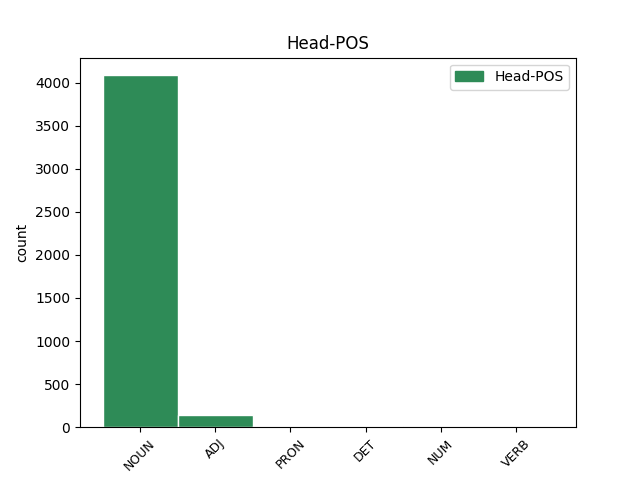 Head-POS
Head-POS
4000
3500
3000
2500
2000
1500
1000
500
0
count
NOUN
ADJ
PRON
DET
NUM
VERB